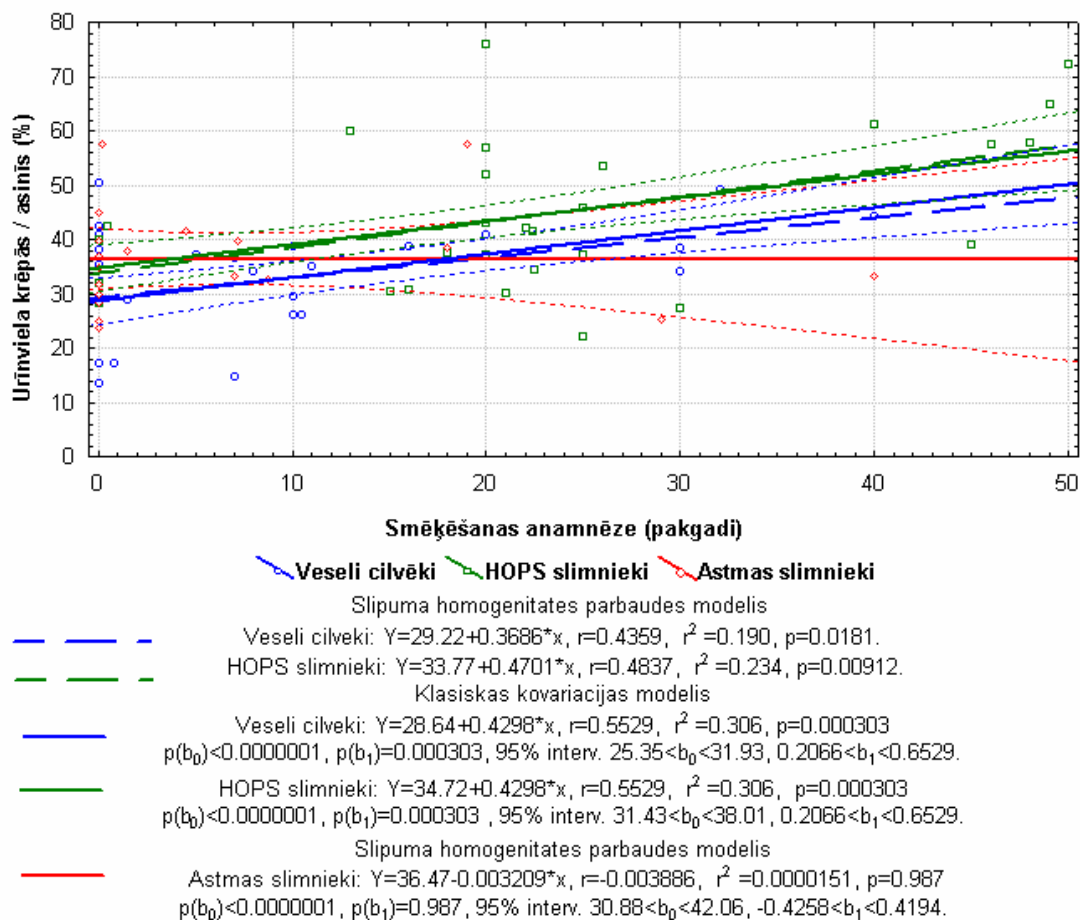 80
70
60
50
40
30
20
10
0
Urīnviela krēpās / asinīs (%)
0 10 20 30 40 50
Smēķēšanas anamnēze (pakgadi)
Veseli cilvēki HOPS slimnieki Astmas slimnieki
Slipuma homogenitates parbaudes modelis
Veseli cilveki: Y=29.22+0.3686*x, r=0.4359, r² =0.190, p=0.0181.
HOPS slimnieki: Y=33.77+0.4701*x, r=0.4837, r² =0.234, p=0.00912.
Klasiskas kovariacijas modelis
Veseli cilveki: Y=28.64+0.4298*x, r=0.5529, r² =0.306, p=0.000303
p(b₀)<0.0000001, p(b₁)=0.000303, 95% interv. 25.35<b₀<31.93, 0.2066<b₁<0.6529.
HOPS slimnieki: Y=34.72+0.4298*x, r=0.5529, r² =0.306, p=0.000303
p(b₀)<0.0000001, p(b₁)=0.000303 , 95% interv. 31.43<b₀<38.01, 0.2066<b₁<0.6529.
Slipuma homogenitates parbaudes modelis
Astmas slimnieki: Y=36.47-0.003209*x, r=-0.003886, r² =0.0000151, p=0.987
p(b₀)<0.0000001, p(b₁)=0.987, 95% interv. 30.88<b₀<42.06, -0.4258<b₁<0.4194.